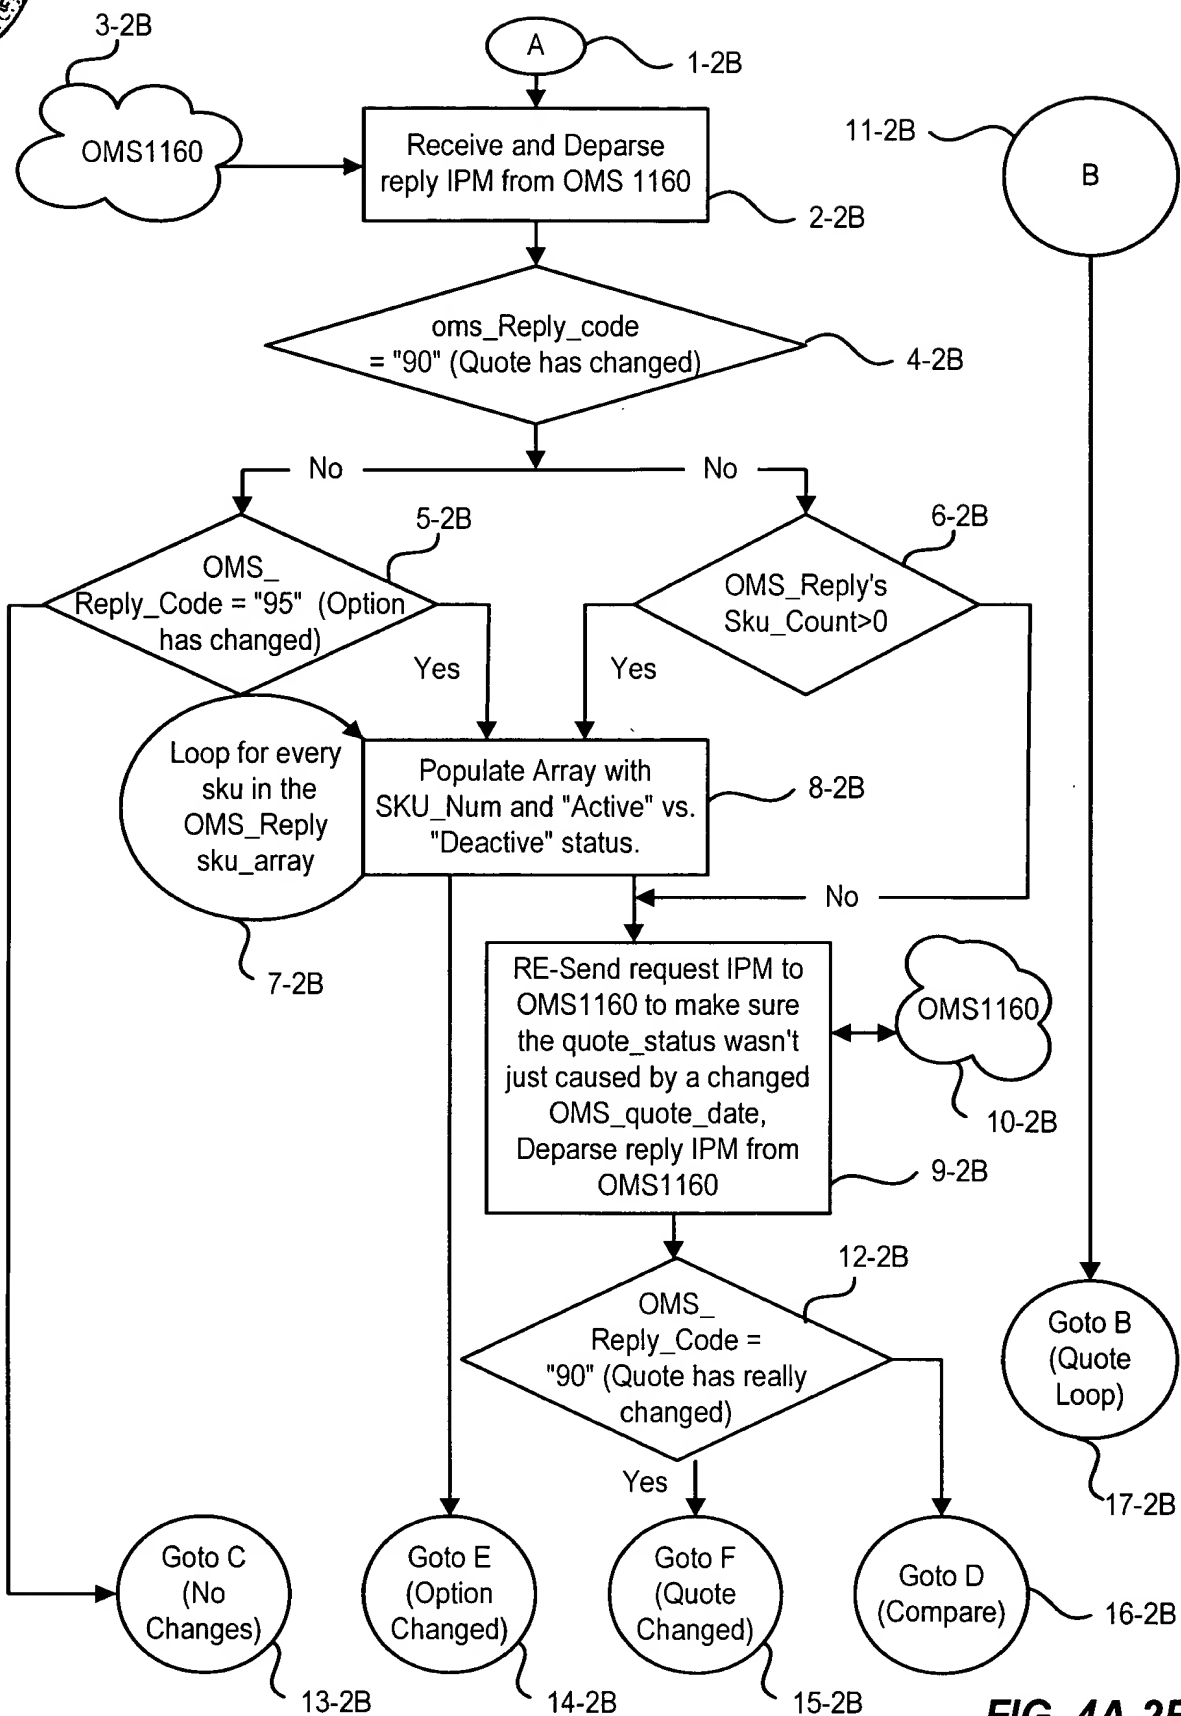 3-2B
A
1-2B
OMS1160
Receive and Deparse
reply IPM from OMS 1160
2-2B
11-2B
B
oms_Reply_code
= "90" (Quote has changed)
4-2B
No
No
5-2B
6-2B
OMS_
Reply_Code = "95" (Option
has changed)
OMS_Reply's
Sku_Count>0
Yes
Yes
Loop for every
sku in the
OMS_Reply
sku_array
Populate Array with
SKU_Num and "Active" vs.
"Deactive" status.
8-2B
No
7-2B
RE-Send request IPM to
OMS1160 to make sure
the quote_status wasn't
just caused by a changed
OMS_quote_date,
Deparse reply IPM from
OMS1160
OMS1160
10-2B
9-2B
12-2B
OMS_
Reply_Code =
"90" (Quote has really
changed)
Goto B
(Quote
Loop)
Yes
17-2B
Goto C
(No
Changes)
Goto E
(Option
Changed)
Goto F
(Quote
Changed)
Goto D
(Compare)
16-2B
13-2B
14-2B
15-2B